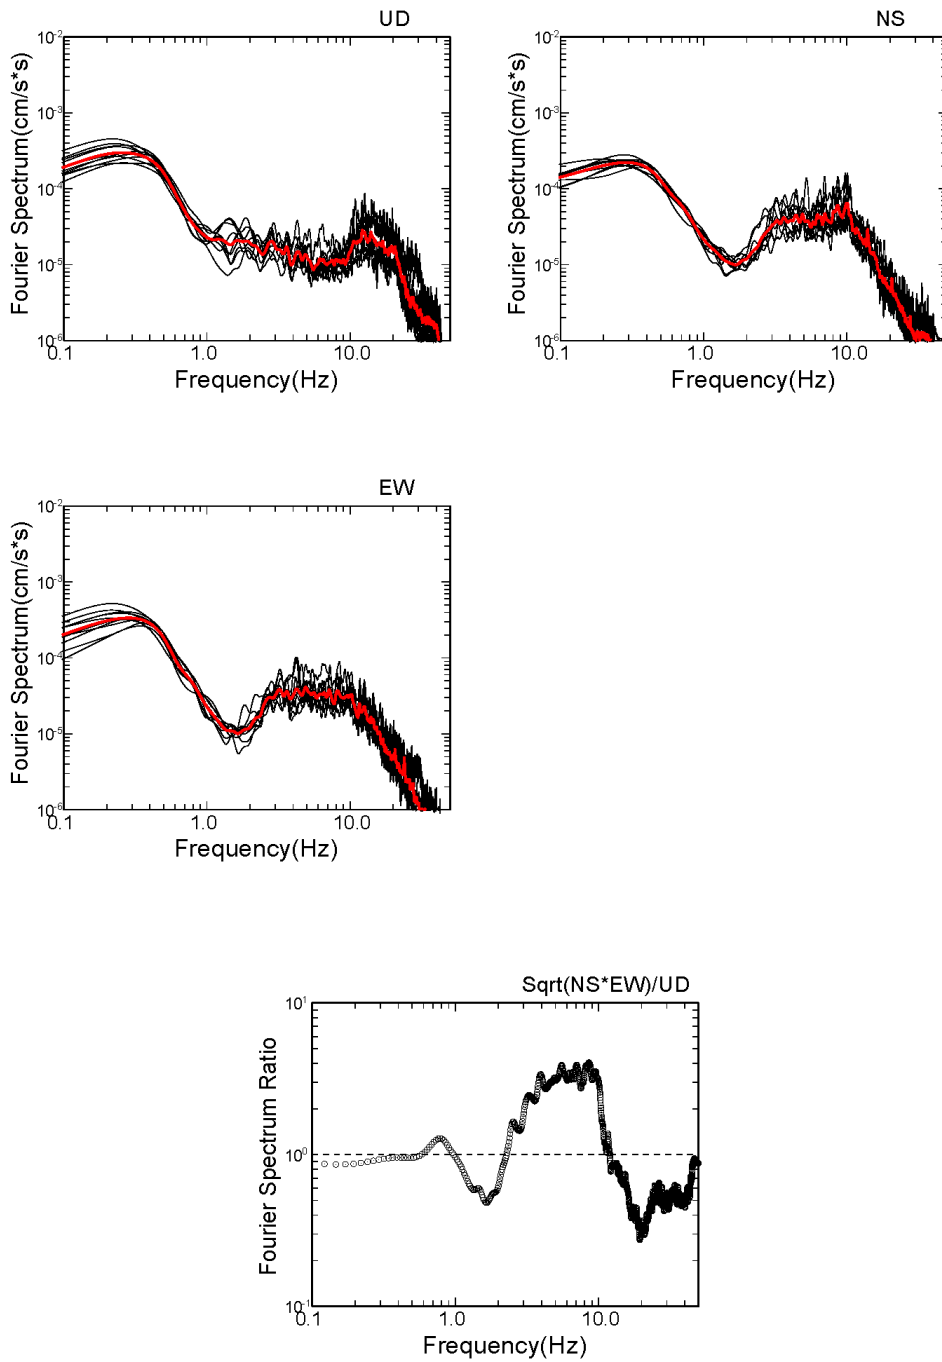 UD
10-2
10-3
10-4
10-5
10-6
Fourier Spectrum(cm/s*s)
0.1 1.0 10.0
Frequency(Hz)
NS
10-2
10-3
10-4
10-5
10-6
Fourier Spectrum(cm/s*s)
0.1 1.0 10.0
Frequency(Hz)
EW
10-2
10-3
10-4
10-5
10-6
Fourier Spectrum(cm/s*s)
0.1 1.0 10.0
Frequency(Hz)
Sqrt(NS*EW)/UD
101
100
10-1
Fourier Spectrum Ratio
0.1 1.0 10.0
Frequency(Hz)